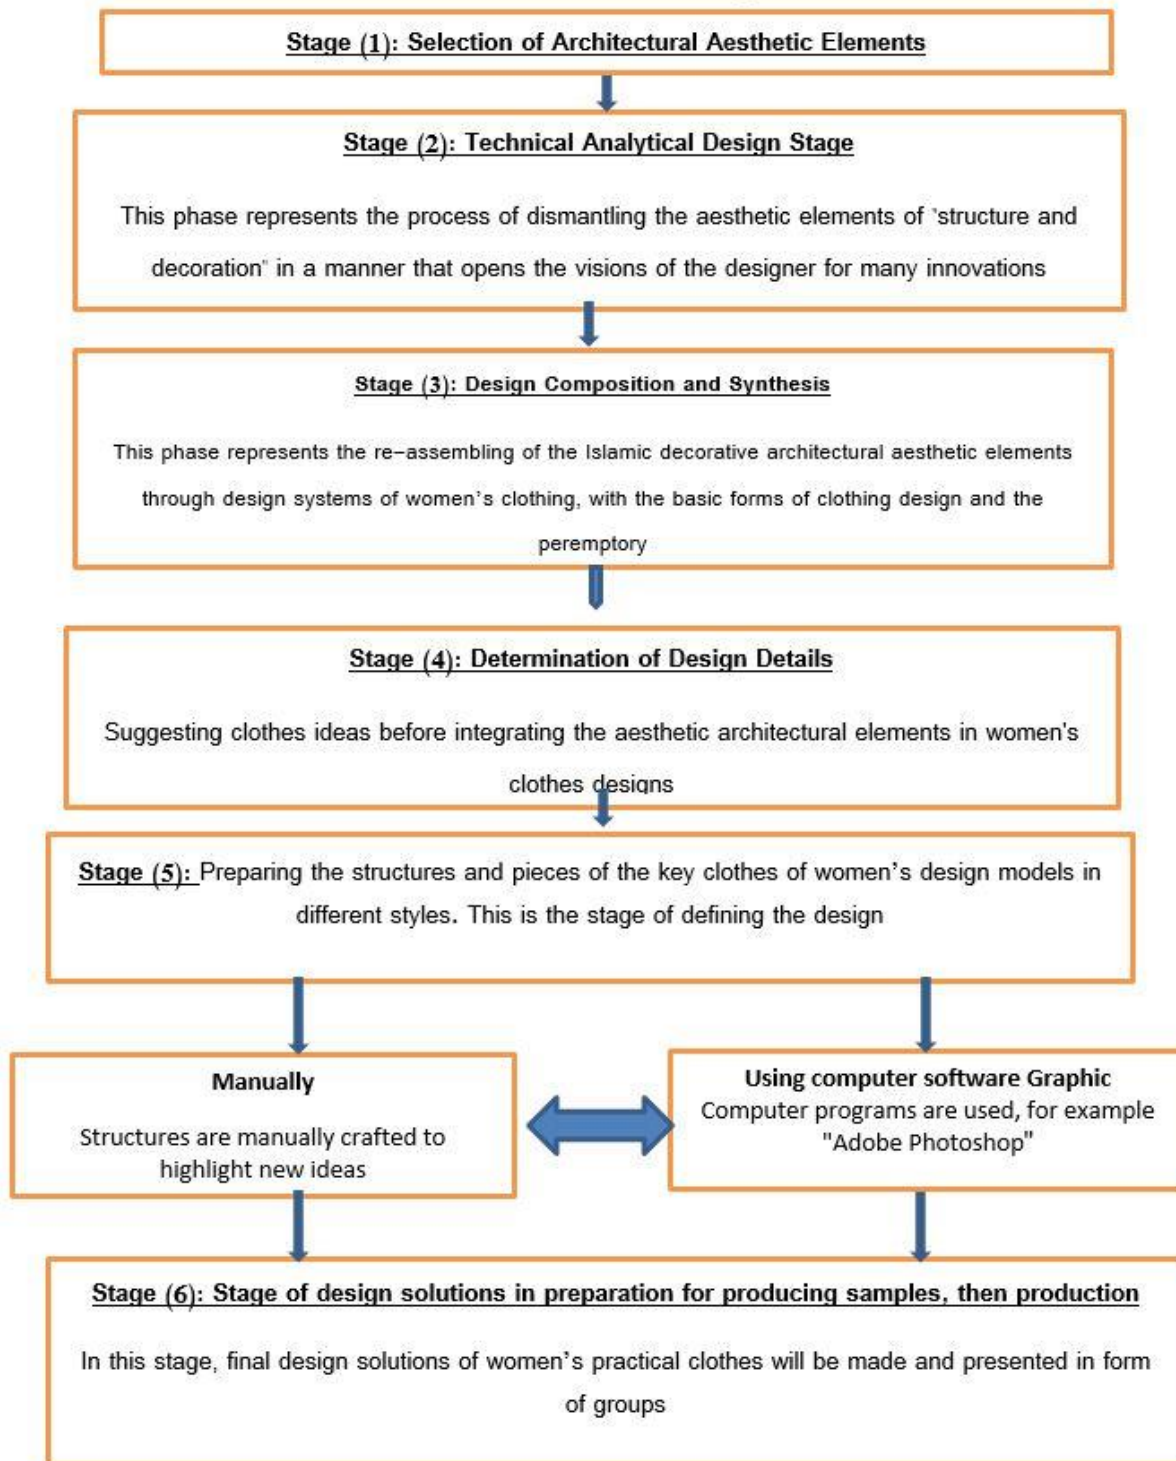 Stage (1): Selection of Architectural Aesthetic Elements
Stage (2): Technical Analytical Design Stage
This phase represents the process of dismantling the aesthetic elements of "structure and
decoration" in a manner that opens the visions of the designer for many innovations
Stage (3): Design Composition and Synthesis
This phase represents the re-assembling of the Islamic decorative architectural aesthetic elements
through design systems of women's clothing, with the basic forms of clothing design and the
peremptory
Stage (4): Determination of Design Details
Suggesting clothes ideas before integrating the aesthetic architectural elements in women's
clothes designs
Stage (5): Preparing the structures and pieces of the key clothes of women's design models in
different styles. This is the stage of defining the design
Manually
Structures are manually crafted to
highlight new ideas
Using computer software Graphic
Computer programs are used, for example
"Adobe Photoshop"
Stage (6): Stage of design solutions in preparation for producing samples, then production
In this stage, final design solutions of women's practical clothes will be made and presented in form
of groups